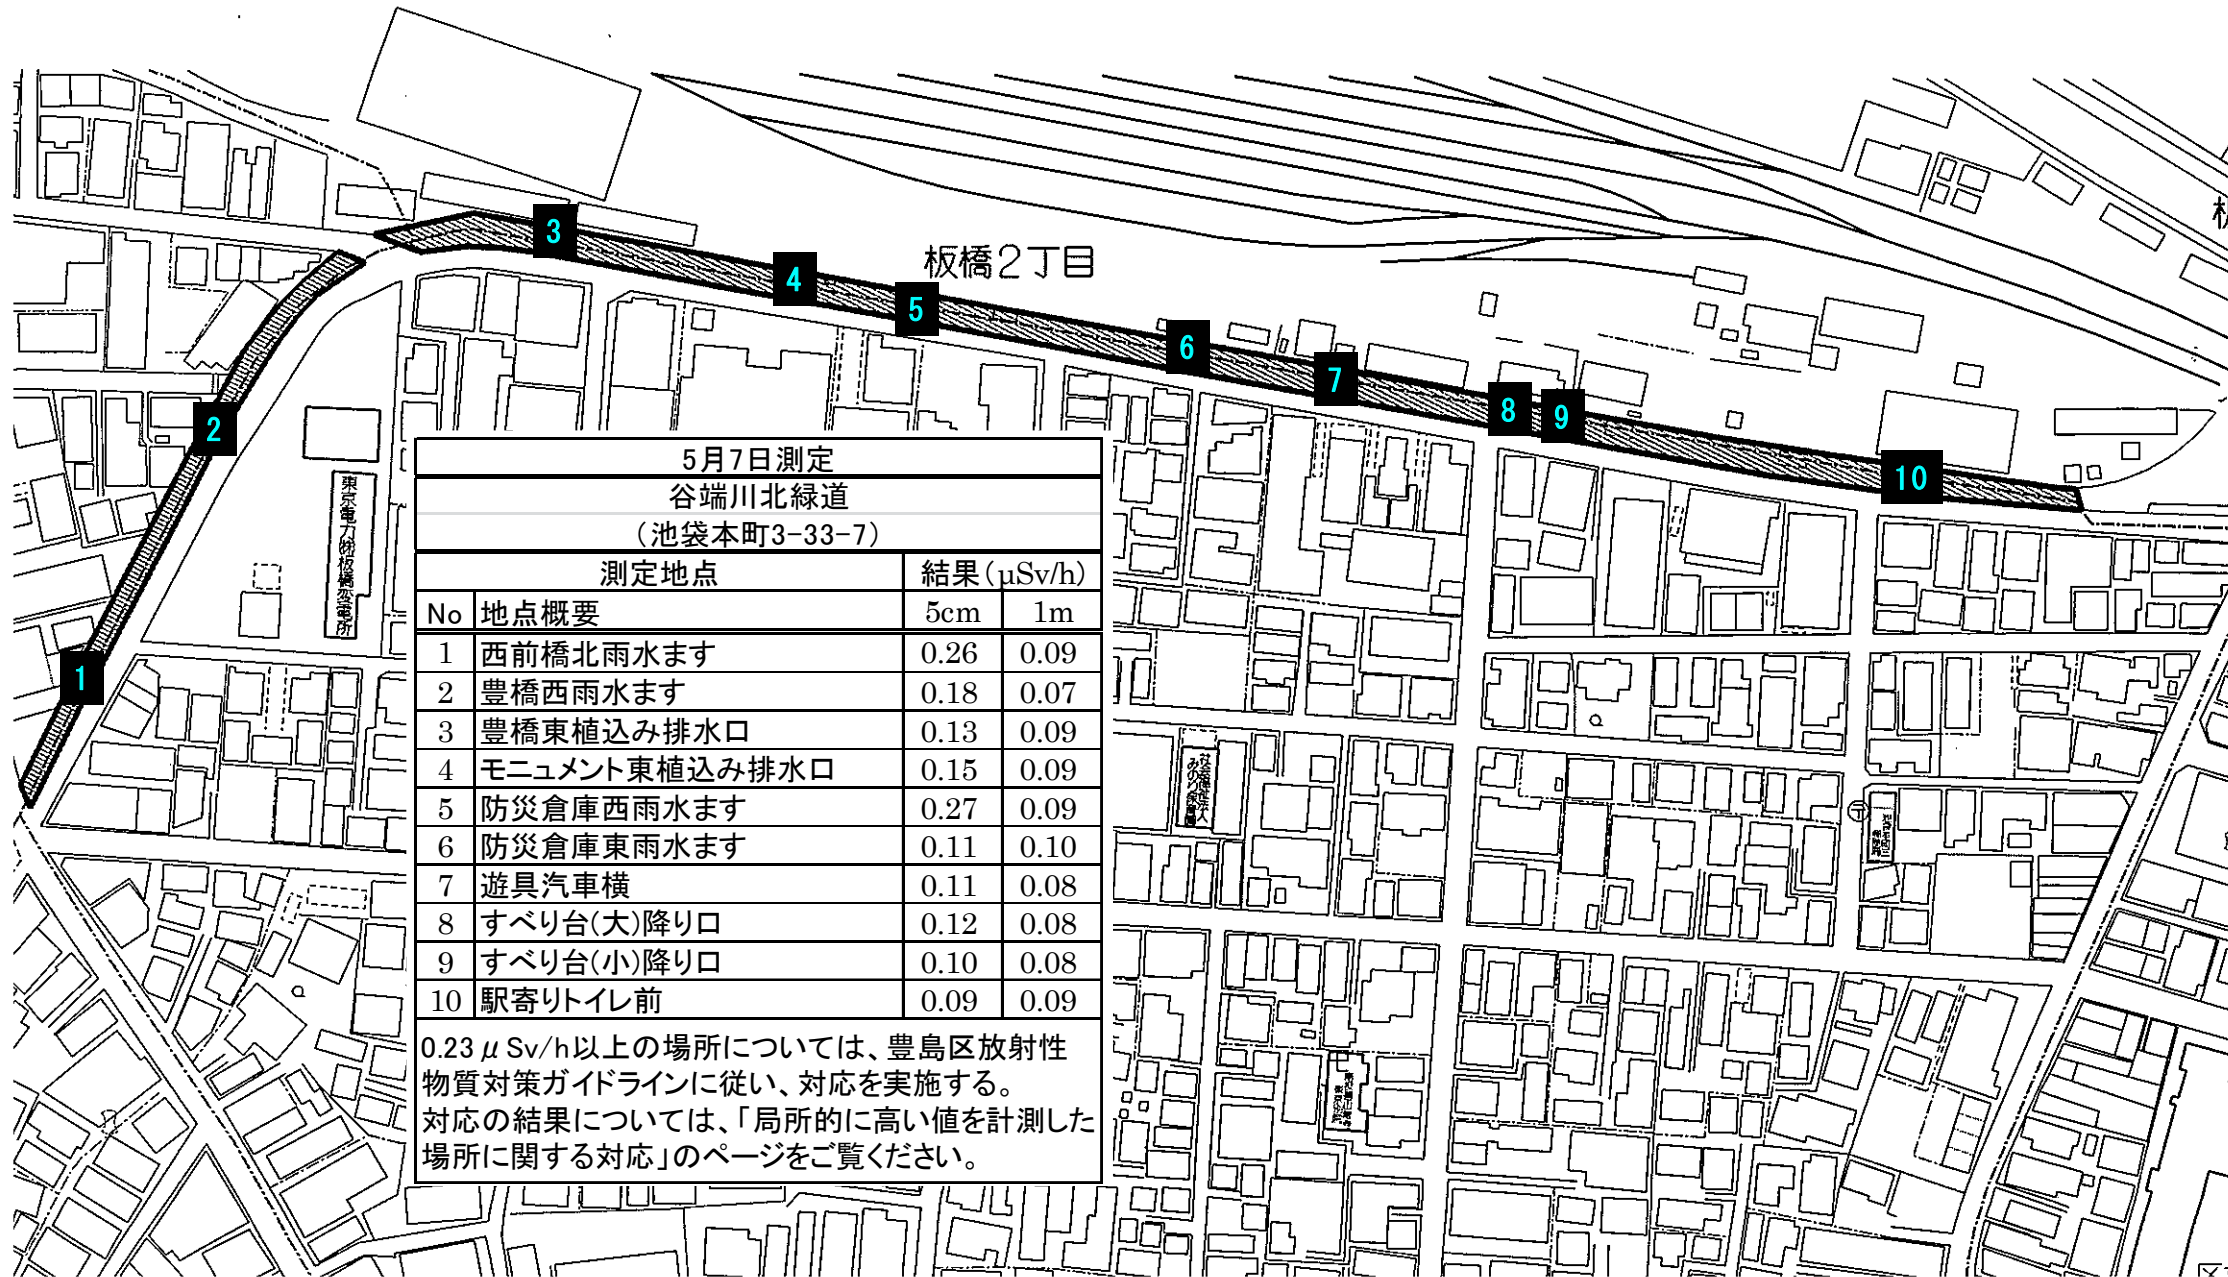 3
板橋2丁目
4
5
6
7
8
9
10
2
1
東京電力㈱板橋変電所
5月7日測定
谷端川北緑道
(池袋本町3-33-7)
測定地点 結果(μSv/h)
No 地点概要 5cm 1m
1 西前橋北雨水ます 0.26 0.09
2 豊橋西雨水ます 0.18 0.07
3 豊橋東植込み排水口 0.13 0.09
4 モニュメント東植込み排水口 0.15 0.09
5 防災倉庫西雨水ます 0.27 0.09
6 防災倉庫東雨水ます 0.11 0.10
7 遊具汽車横 0.11 0.08
8 すべり台(大)降り口 0.12 0.08
9 すべり台(小)降り口 0.10 0.08
10 駅寄りトイレ前 0.09 0.09
0.23μSv/h以上の場所については、豊島区放射性
物質対策ガイドラインに従い、対応を実施する。
対応の結果については、「局所的に高い値を計測した
場所に関する対応」のページをご覧ください。